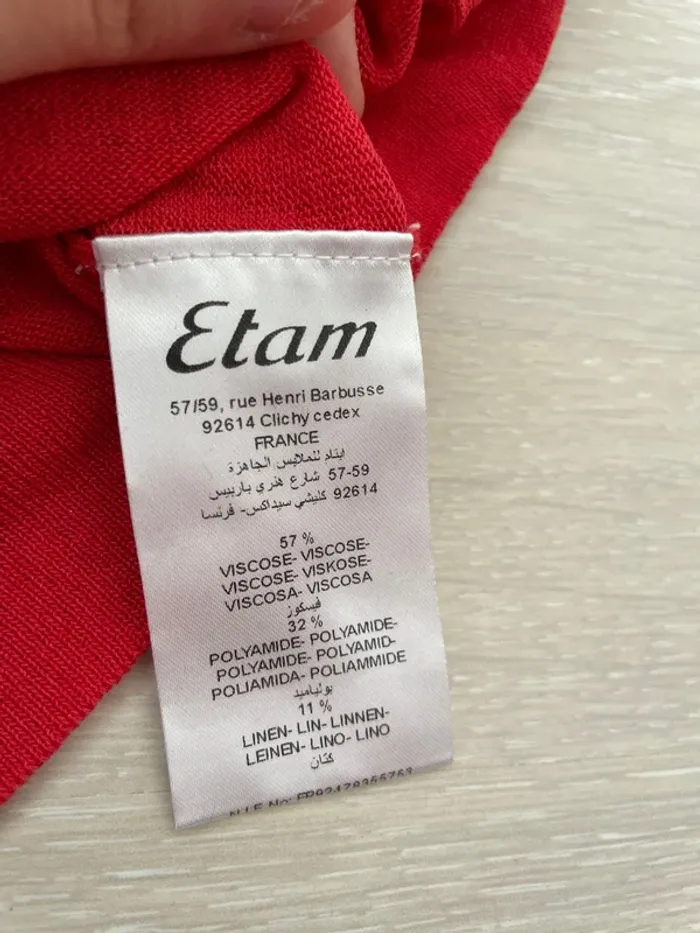 Etam
57/59, rue Henri Barbusse
92614 Clichy cedex
FRANCE
ايتام للملابس الجاهزة
57-59 شارع هنري باربيس
92614 كليشي سيداكس- فرنسا
57 %
VISCOSE- VISCOSE-
VISCOSE- VISKOSE-
VISCOSA- VISCOSA
فيسكوز
32 %
POLYAMIDE- POLYAMIDE-
POLYAMIDE- POLYAMID-
POLIAMIDA- POLIAMMIDE
بولياميد
11 %
LINEN- LIN- LINNEN-
LEINEN- LINO- LINO
كتان
N.I.F. No: